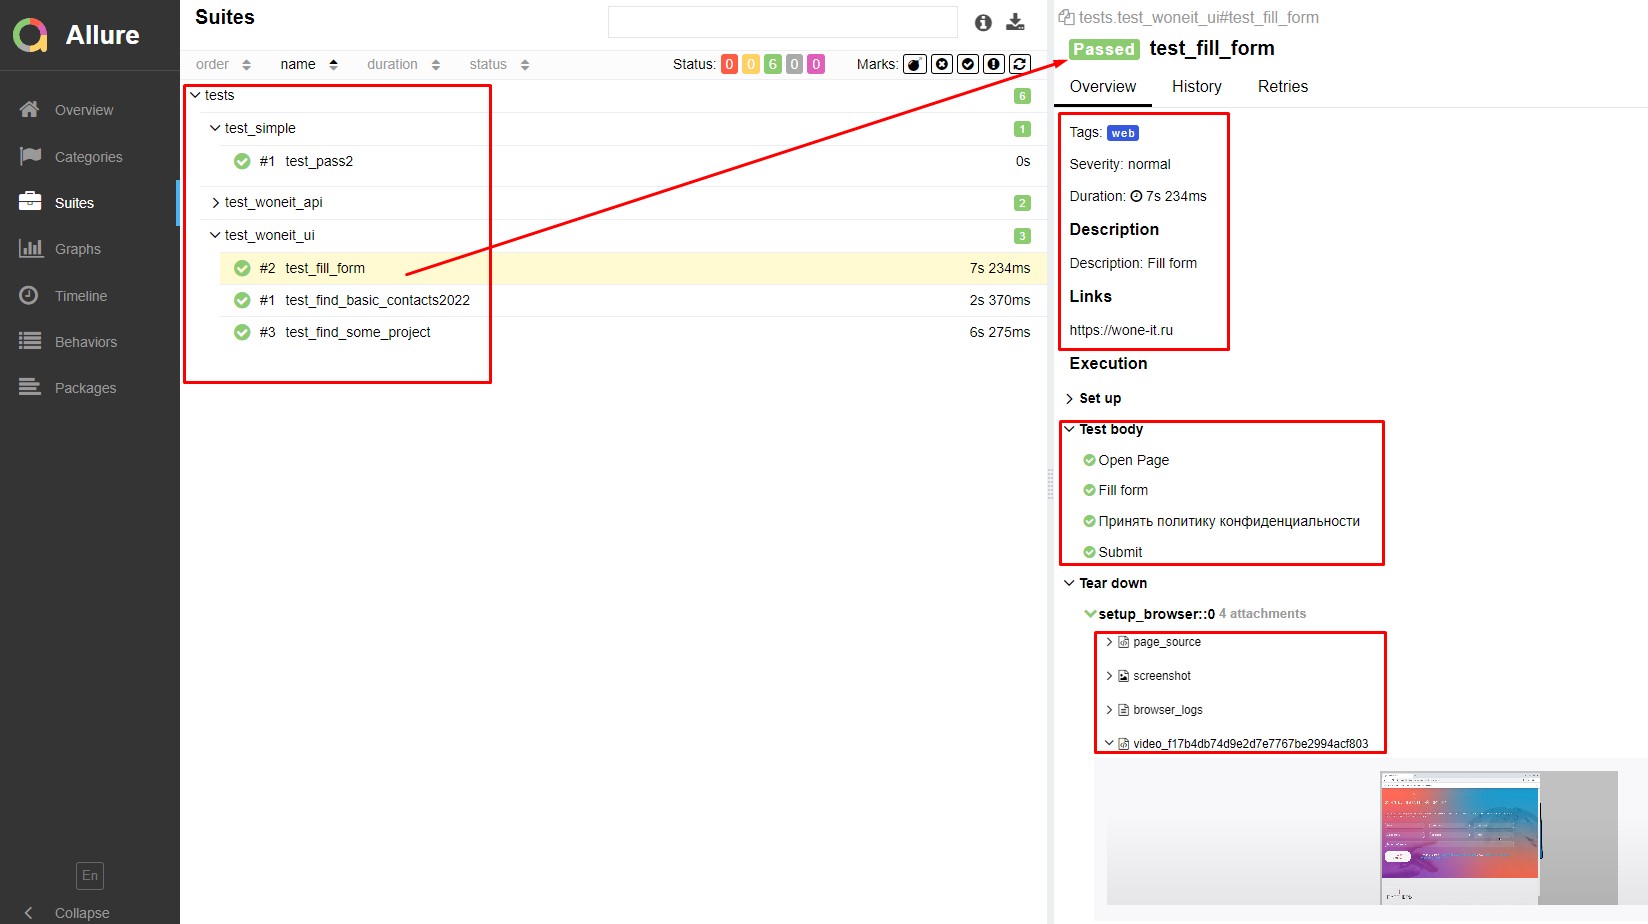 Allure
Overview
Categories
Suites
Graphs
Timeline
Behaviors
Packages
En
Collapse
Suites
order name duration status
Status: 0 0 6 0 0 Marks:
tests 6
test_simple 1
#1 test_pass2 0s
test_woneit_api 2
test_woneit_ui 3
#2 test_fill_form 7s 234ms
#1 test_find_basic_contacts2022 2s 370ms
#3 test_find_some_project 6s 275ms
tests.test_woneit_ui#test_fill_form
Passed test_fill_form
Overview History Retries
Tags: web
Severity: normal
Duration: 7s 234ms
Description
Description: Fill form
Links
https://wone-it.ru
Execution
Set up
Test body
Open Page
Fill form
Принять политику конфиденциальности
Submit
Tear down
setup_browser::0 4 attachments
page_source
screenshot
browser_logs
video_f17b4db74d9e2d7e7767be2994acf803